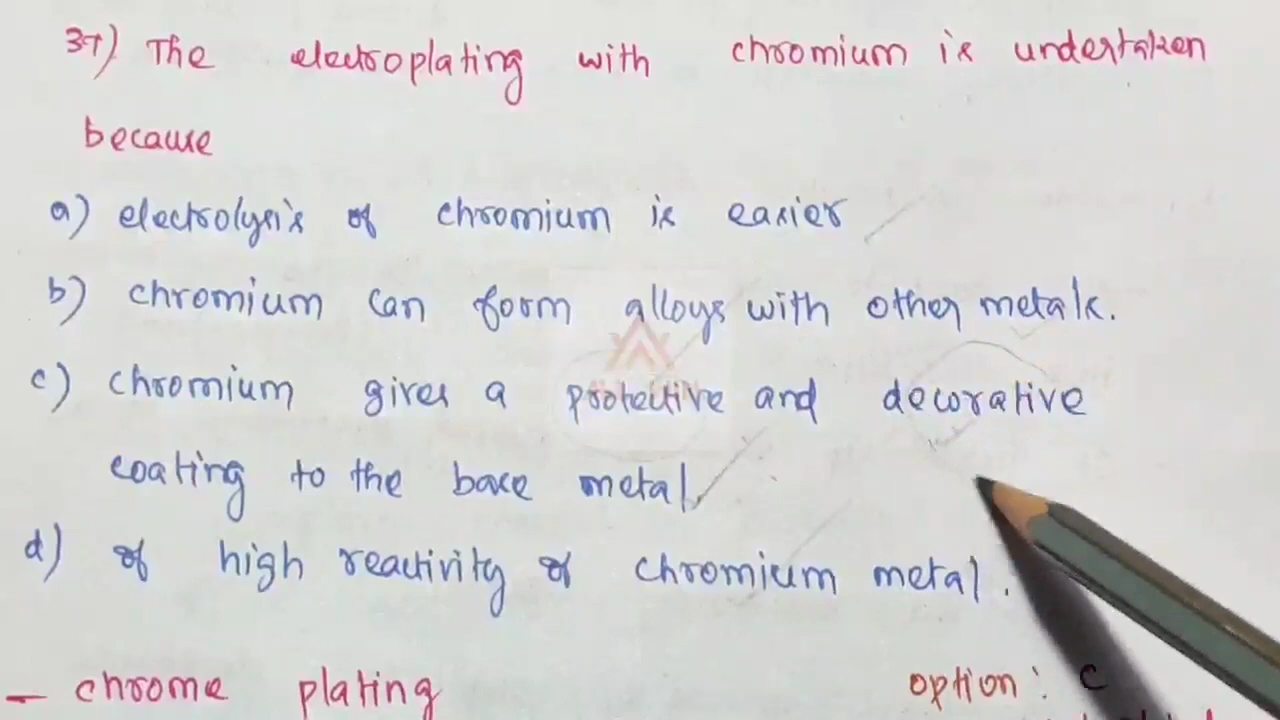 37) The electroplating with chromium is undertaken
because
a) electrolysis of chromium is easier
b) chromium can form alloys with other metals.
c) chromium gives a protective and decorative
coating to the base metal
d) of high reactivity of chromium metal.
- chrome plating option: C